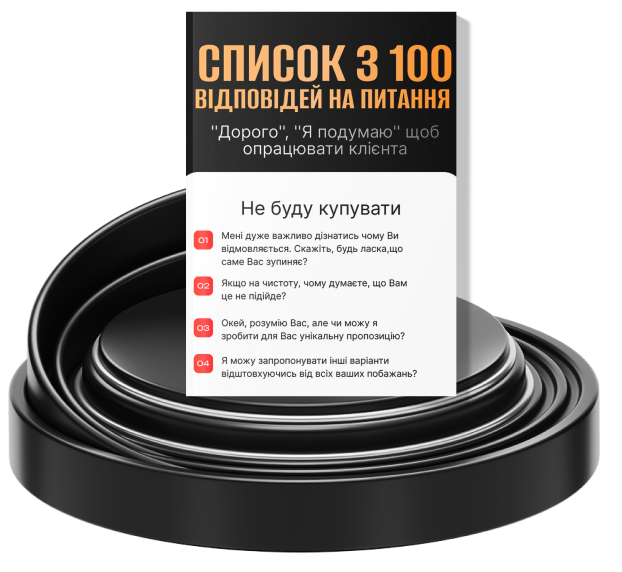 СПИСОК З 100
ВІДПОВІДЕЙ НА ПИТАННЯ
"Дорого", "Я подумаю" щоб
опрацювати клієнта
Не буду купувати
01 Мені дуже важливо дізнатись чому Ви
відмовляється. Скажіть, будь ласка,що
саме Вас зупиняє?
02 Якщо на чистоту, чому думаєте, що Вам
це не підійде?
03 Окей, розумію Вас, але чи можу я
зробити для Вас унікальну пропозицію?
04 Я можу запропонувати інші варіанти
відштовхуючись від всіх ваших побажань?